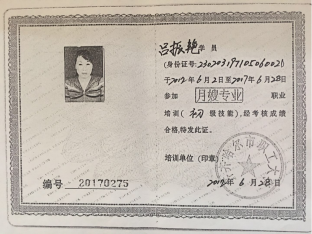 吕振艳 学员
(身份证号: 230203197105060021)
于2017年6月2日至2017年6月28日
参加 月嫂专业 职业
培训(初 级技能),经考核成绩
合格,特发此证。
培训单位(印章)
2017年6月28日
编号 20170275